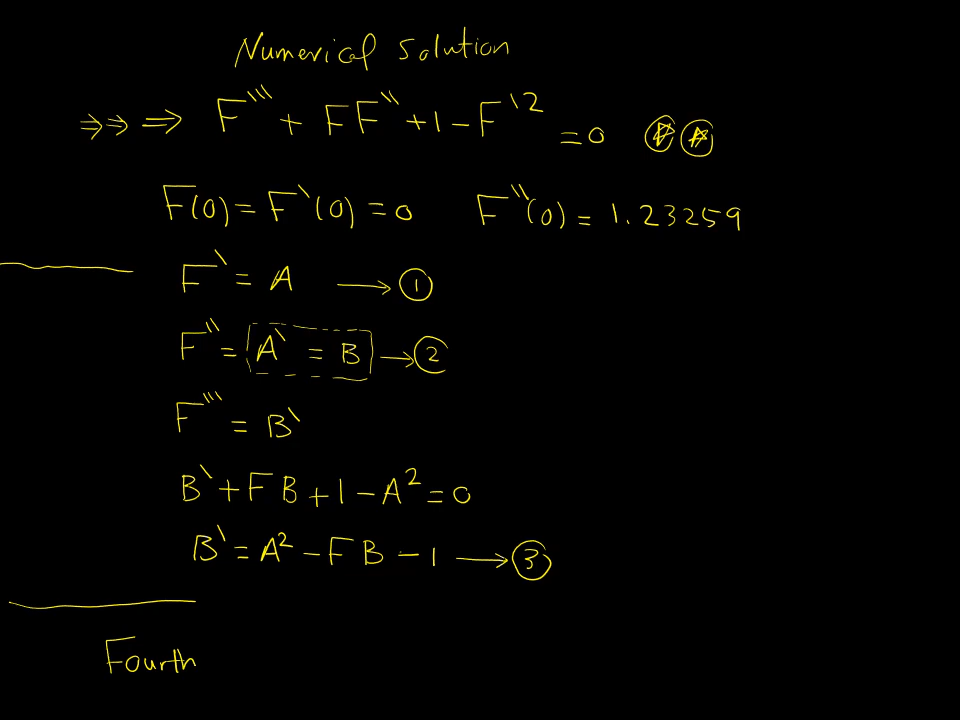 Numerical Solution
⇒⇒ ⇒ F‵‵‵ + FF‵‵ + 1 - F‵2 = 0 ✪ ✪
F(0) = F‵(0) = 0 F‵‵(0) = 1.23259
F‵ = A → ①
F‵‵ = A‵ = B → ②
F‵‵‵ = B‵
B‵ + FB + 1 - A² = 0
B‵ = A² - FB - 1 → ③
Fourth